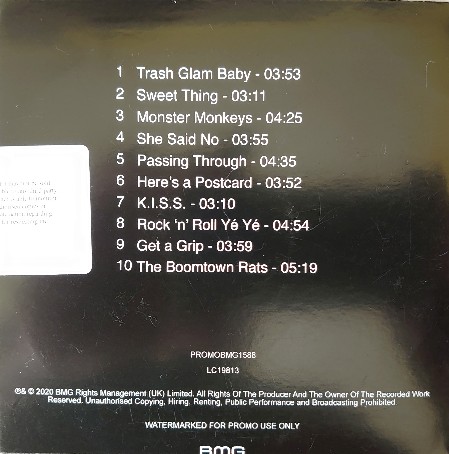 1 Trash Glam Baby - 03:53
2 Sweet Thing - 03:11
3 Monster Monkeys - 04:25
4 She Said No - 03:55
5 Passing Through - 04:35
6 Here's a Postcard - 03:52
7 K.I.S.S. - 03:10
8 Rock 'n' Roll Yé Yé - 04:54
9 Get a Grip - 03:59
10 The Boomtown Rats - 05:19
PROMOBMG1588
LC19813
℗& © 2020 BMG Rights Management (UK) Limited. All Rights Of The Producer And The Owner Of The Recorded Work
Reserved. Unauthorised Copying, Hiring, Renting, Public Performance and Broadcasting Prohibited
WATERMARKED FOR PROMO USE ONLY
BMG